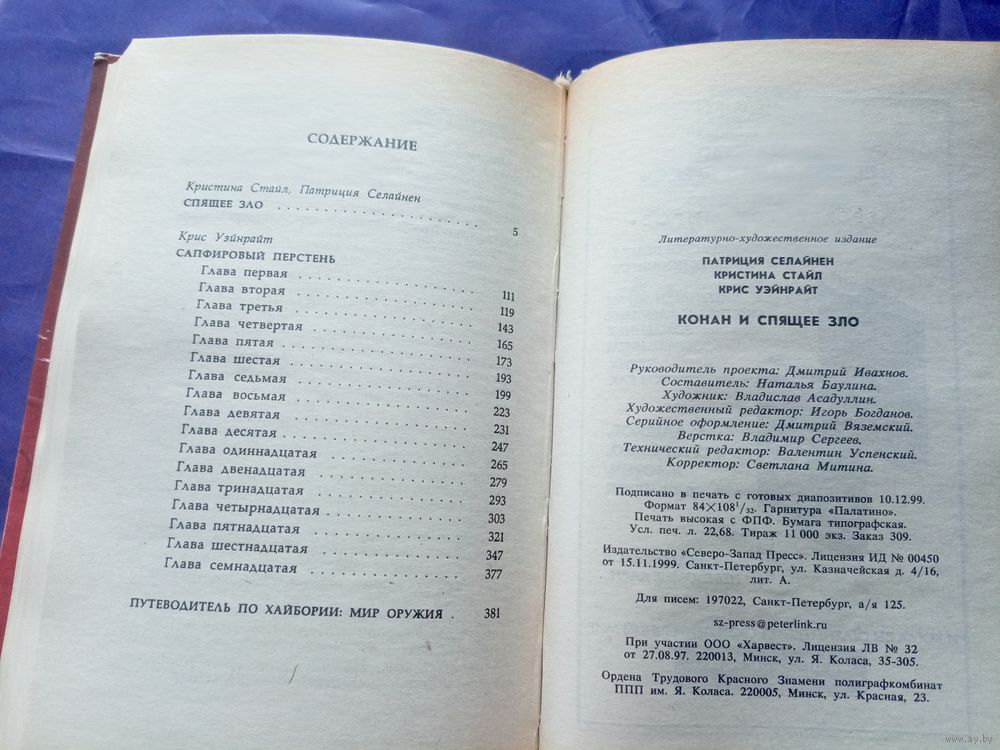 СОДЕРЖАНИЕ
Кристина Стайл, Патриция Селайнен
СПЯЩЕЕ ЗЛО . . . . . . . . . . . . . . . . . . . . 5
Крис Уэйнрайт
САПФИРОВЫЙ ПЕРСТЕНЬ
Глава первая . . . . . . . . . . . . . . . . . 111
Глава вторая . . . . . . . . . . . . . . . . . 119
Глава третья . . . . . . . . . . . . . . . . . 143
Глава четвертая . . . . . . . . . . . . . . . 165
Глава пятая . . . . . . . . . . . . . . . . . . 173
Глава шестая . . . . . . . . . . . . . . . . . 193
Глава седьмая . . . . . . . . . . . . . . . . 199
Глава восьмая . . . . . . . . . . . . . . . . 223
Глава девятая . . . . . . . . . . . . . . . . 231
Глава десятая . . . . . . . . . . . . . . . . 247
Глава одиннадцатая . . . . . . . . . . . . 265
Глава двенадцатая . . . . . . . . . . . . . 279
Глава тринадцатая . . . . . . . . . . . . . 293
Глава четырнадцатая . . . . . . . . . . . 303
Глава пятнадцатая . . . . . . . . . . . . . 321
Глава шестнадцатая . . . . . . . . . . . . 347
Глава семнадцатая . . . . . . . . . . . . . 377
ПУТЕВОДИТЕЛЬ ПО ХАЙБОРИИ: МИР ОРУЖИЯ . 381
Литературно-художественное издание
ПАТРИЦИЯ СЕЛАЙНЕН
КРИСТИНА СТАЙЛ
КРИС УЭЙНРАЙТ
КОНАН И СПЯЩЕЕ ЗЛО
Руководитель проекта: Дмитрий Ивахнов.
Составитель: Наталья Баулина.
Художник: Владислав Асадуллин.
Художественный редактор: Игорь Богданов.
Серийное оформление: Дмитрий Вяземский.
Верстка: Владимир Сергеев.
Технический редактор: Валентин Успенский.
Корректор: Светлана Митина.
Подписано в печать с готовых диапозитивов 10.12.99.
Формат 84×108¹/₃₂. Гарнитура «Палатино».
Печать высокая с ФПФ. Бумага типографская.
Усл. печ. л. 22,68. Тираж 11 000 экз. Заказ 309.
Издательство «Северо-Запад Пресс». Лицензия ИД № 00450
от 15.11.1999. Санкт-Петербург, ул. Казначейская д. 4/16,
лит. А.
Для писем: 197022, Санкт-Петербург, а/я 125.
sz-press@peterlink.ru
При участии ООО «Харвест». Лицензия ЛВ № 32
от 27.08.97. 220013, Минск, ул. Я. Коласа, 35-305.
Ордена Трудового Красного Знамени полиграфкомбинат
ППП им. Я. Коласа. 220005, Минск, ул. Красная, 23.
www.ay.by